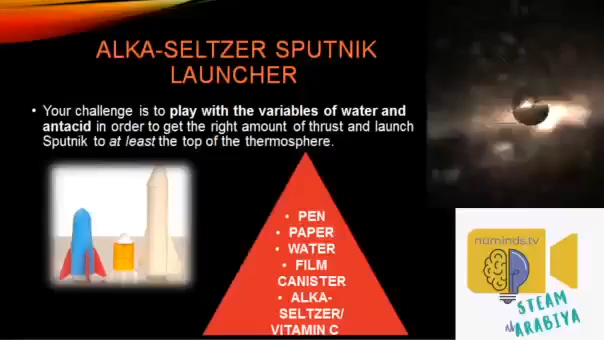 ALKA-SELTZER SPUTNIK
LAUNCHER
• Your challenge is to play with the variables of water and
antacid in order to get the right amount of thrust and launch
Sputnik to at least the top of the thermosphere.
• PEN
• PAPER
• WATER
• FILM
CANISTER
• ALKA-
SELTZER/
VITAMIN C
numinds.tv
STEAM
al ARABIYA